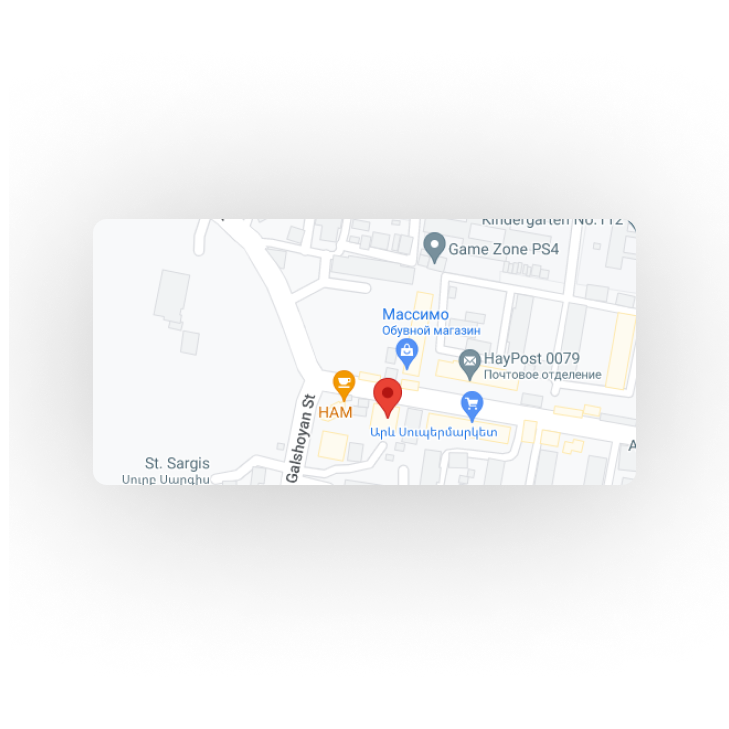 Kindergarten No.112
Game Zone PS4
Массимо
Обувной магазин
HayPost 0079
Почтовое отделение
НАМ
Արև Սուպերմարկետ
Galshoyan St
St. Sargis
Սուրբ Սարգիս